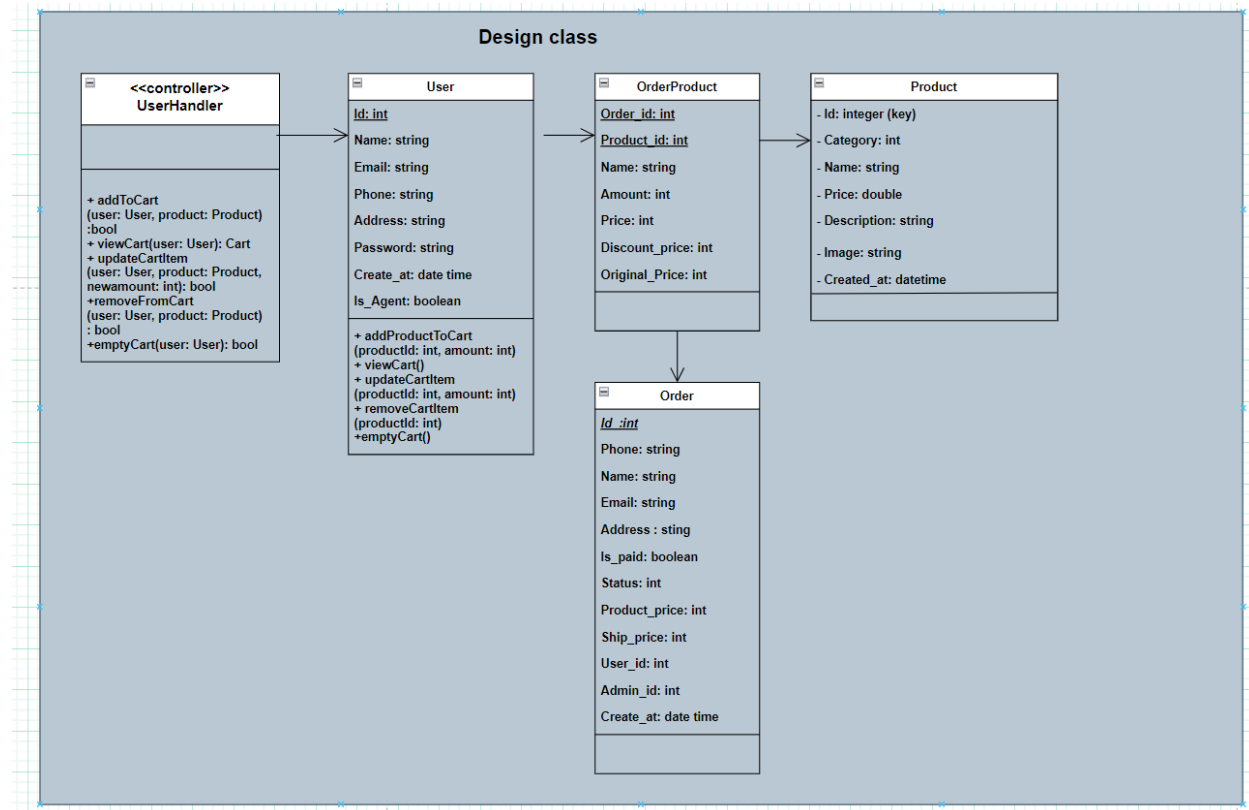 Design class
<<controller>>
UserHandler
+ addToCart
(user: User, product: Product)
:bool
+ viewCart(user: User): Cart
+ updateCartItem
(user: User, product: Product,
newamount: int): bool
+removeFromCart
(user: User, product: Product)
: bool
+emptyCart(user: User): bool
User
Id: int
Name: string
Email: string
Phone: string
Address: string
Password: string
Create_at: date time
Is_Agent: boolean
+ addProductToCart
(productId: int, amount: int)
+ viewCart()
+ updateCartItem
(productId: int, amount: int)
+ removeCartItem
(productId: int)
+emptyCart()
OrderProduct
Order_id: int
Product_id: int
Name: string
Amount: int
Price: int
Discount_price: int
Original_Price: int
Product
- Id: integer (key)
- Category: int
- Name: string
- Price: double
- Description: string
- Image: string
- Created_at: datetime
Order
Id :int
Phone: string
Name: string
Email: string
Address : sting
Is_paid: boolean
Status: int
Product_price: int
Ship_price: int
User_id: int
Admin_id: int
Create_at: date time